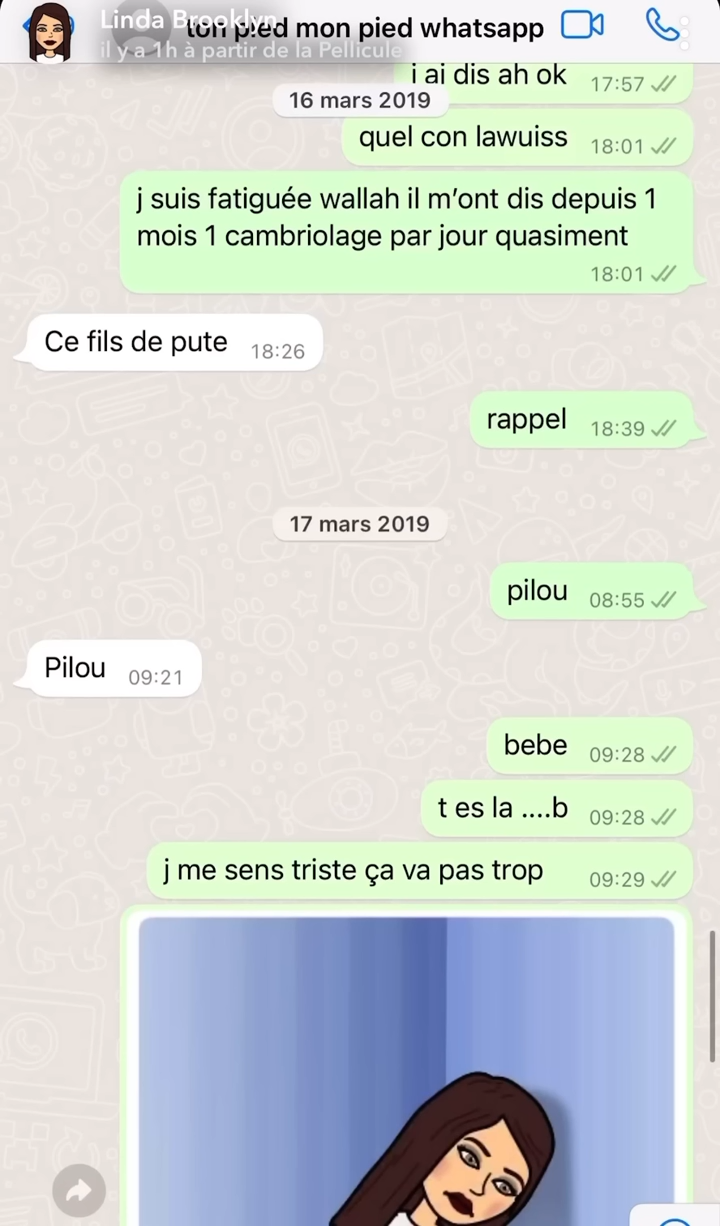 Linda Brooklyn
ton pied mon pied whatsapp
il y a 1h à partir de la Pellicule
i ai dis ah ok 17:57
16 mars 2019
quel con lawuiss 18:01
j suis fatiguée wallah il m’ont dis depuis 1
mois 1 cambriolage par jour quasiment
18:01
Ce fils de pute 18:26
rappel 18:39
17 mars 2019
pilou 08:55
Pilou 09:21
bebe 09:28
t es la ....b 09:28
j me sens triste ça va pas trop 09:29